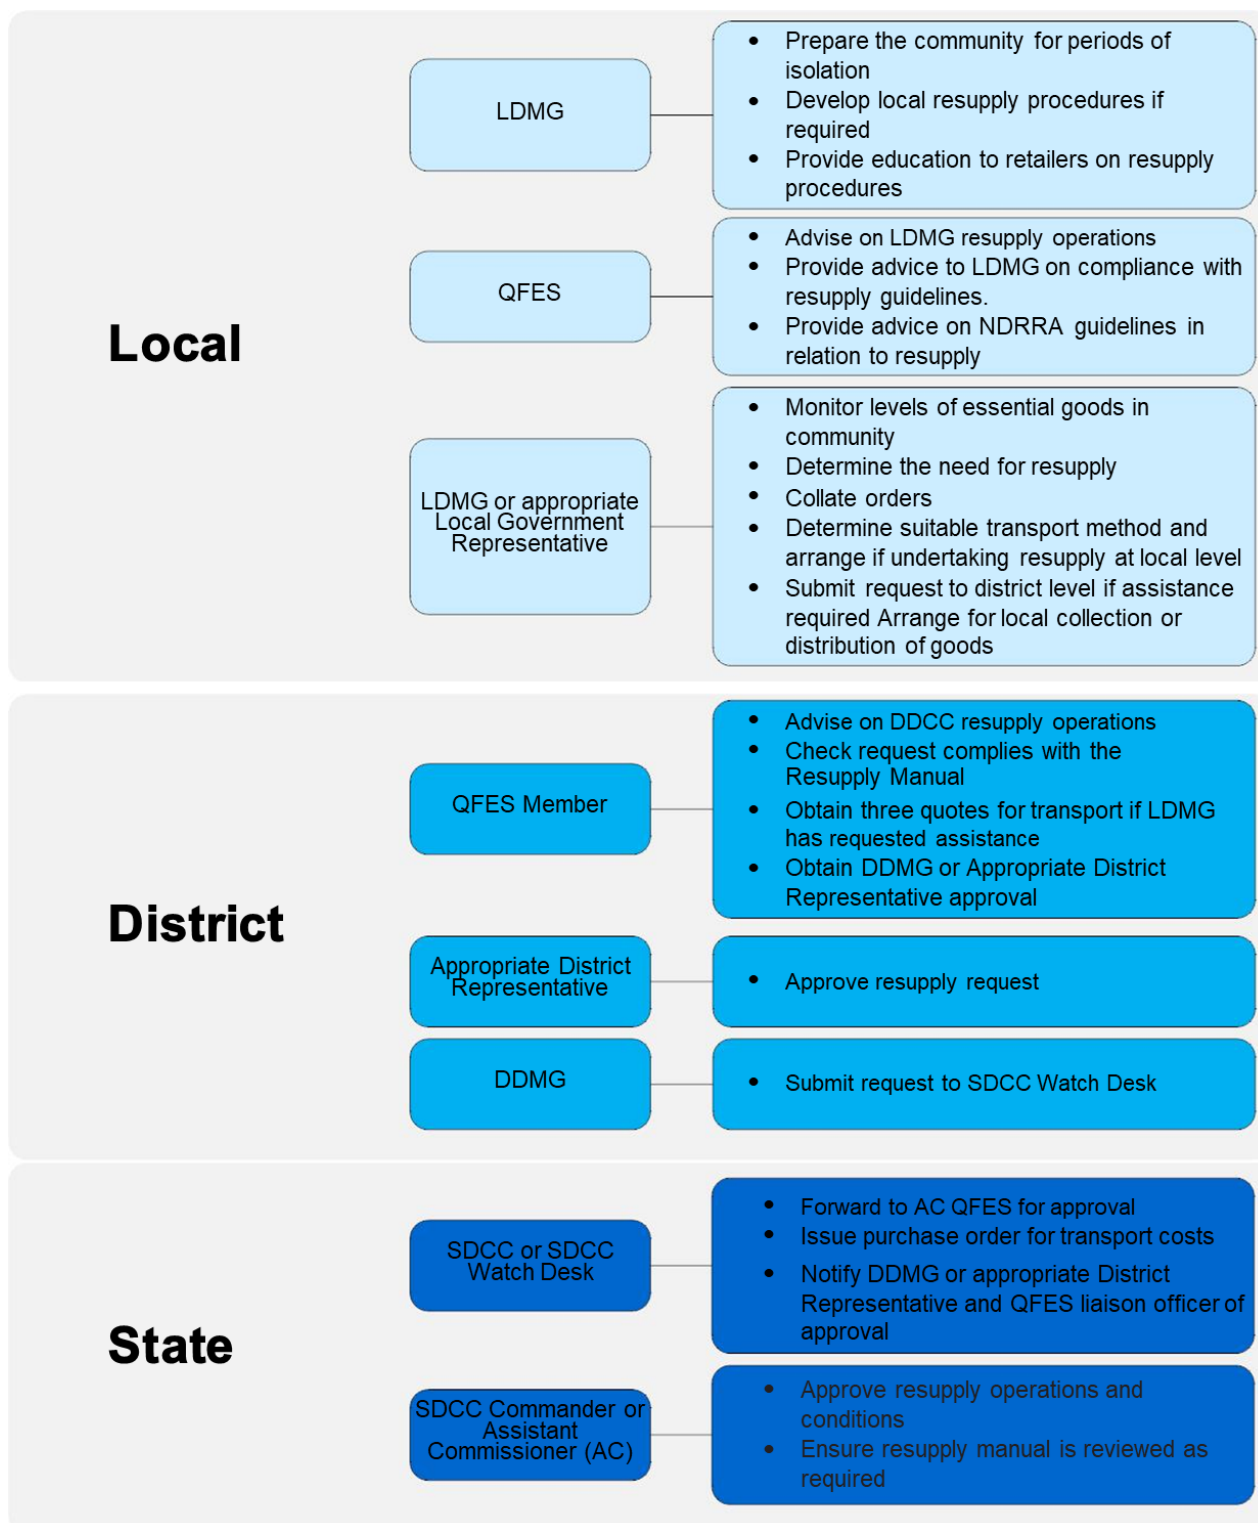 Local
LDMG
• Prepare the community for periods of
isolation
• Develop local resupply procedures if
required
• Provide education to retailers on resupply
procedures
QFES
• Advise on LDMG resupply operations
• Provide advice to LDMG on compliance with
resupply guidelines.
• Provide advice on NDRRA guidelines in
relation to resupply
LDMG or appropriate
Local Government
Representative
• Monitor levels of essential goods in
community
• Determine the need for resupply
• Collate orders
• Determine suitable transport method and
arrange if undertaking resupply at local level
• Submit request to district level if assistance
required Arrange for local collection or
distribution of goods
District
QFES Member
• Advise on DDCC resupply operations
• Check request complies with the
Resupply Manual
• Obtain three quotes for transport if LDMG
has requested assistance
• Obtain DDMG or Appropriate District
Representative approval
Appropriate District
Representative
• Approve resupply request
DDMG
• Submit request to SDCC Watch Desk
State
SDCC or SDCC
Watch Desk
• Forward to AC QFES for approval
• Issue purchase order for transport costs
• Notify DDMG or appropriate District
Representative and QFES liaison officer of
approval
SDCC Commander or
Assistant
Commissioner (AC)
• Approve resupply operations and
conditions
• Ensure resupply manual is reviewed as
required